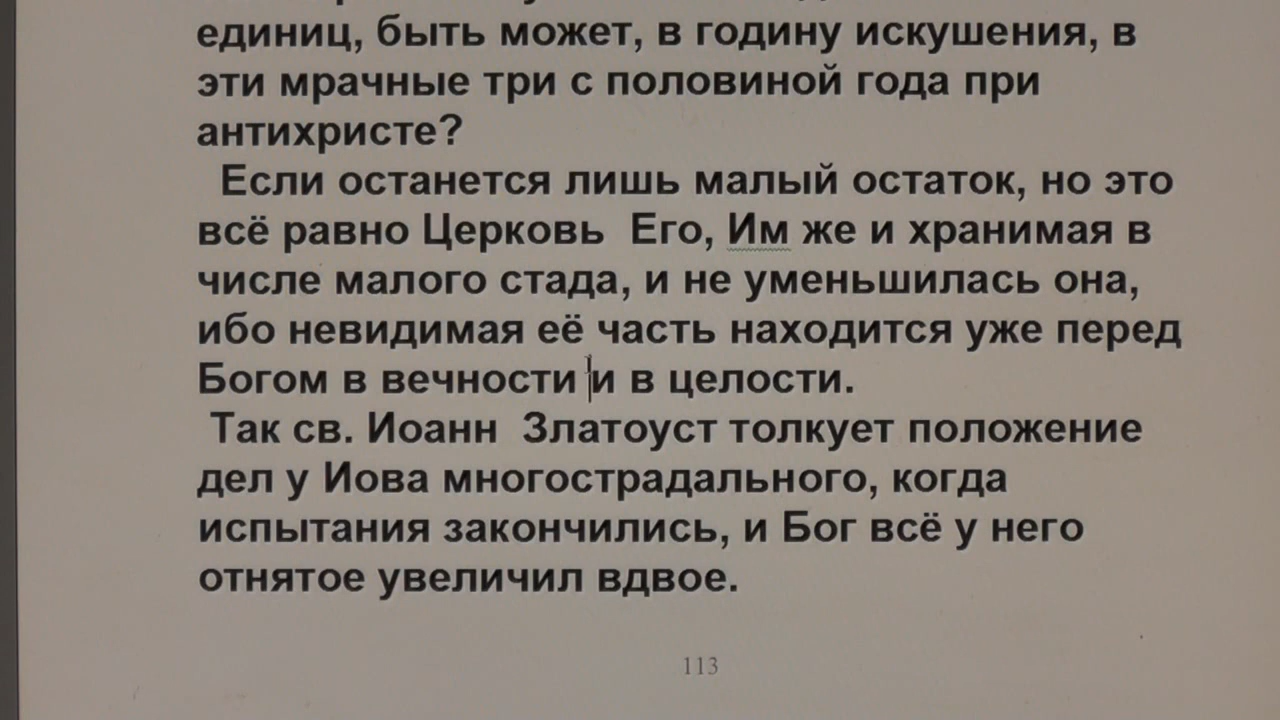 единиц, быть может, в годину искушения, в
эти мрачные три с половиной года при
антихристе?
Если останется лишь малый остаток, но это
всё равно Церковь Его, Им же и хранимая в
числе малого стада, и не уменьшилась она,
ибо невидимая её часть находится уже перед
Богом в вечности и в целости.
Так св. Иоанн Златоуст толкует положение
дел у Иова многострадального, когда
испытания закончились, и Бог всё у него
отнятое увеличил вдвое.
113